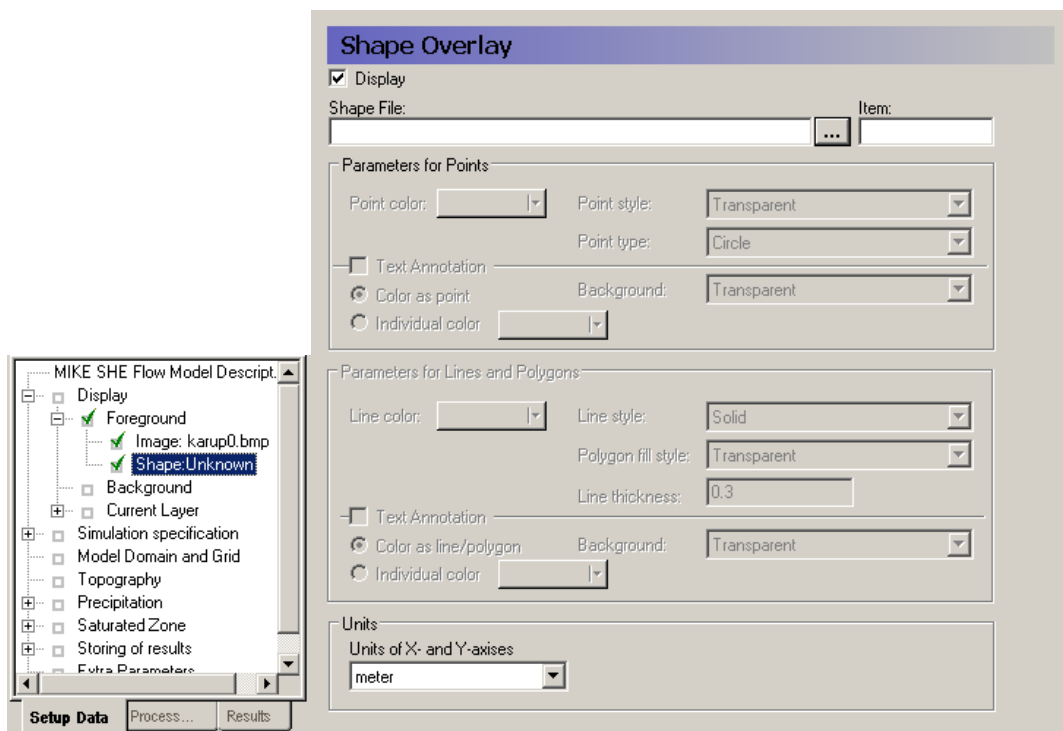 Shape Overlay
Display
Shape File:
Item:
...
Parameters for Points
Point color:
Point style:
Transparent
Point type:
Circle
Text Annotation
Color as point
Background:
Transparent
Individual color
Parameters for Lines and Polygons
Line color:
Line style:
Solid
Polygon fill style:
Transparent
Line thickness:
0.3
Text Annotation
Color as line/polygon
Background:
Transparent
Individual color
Units
Units of X- and Y-axises
meter
MIKE SHE Flow Model Descript.
Display
Foreground
Image: karup0.bmp
Shape:Unknown
Background
Current Layer
Simulation specification
Model Domain and Grid
Topography
Precipitation
Saturated Zone
Storing of results
Extra Parameters
Setup Data
Process...
Results